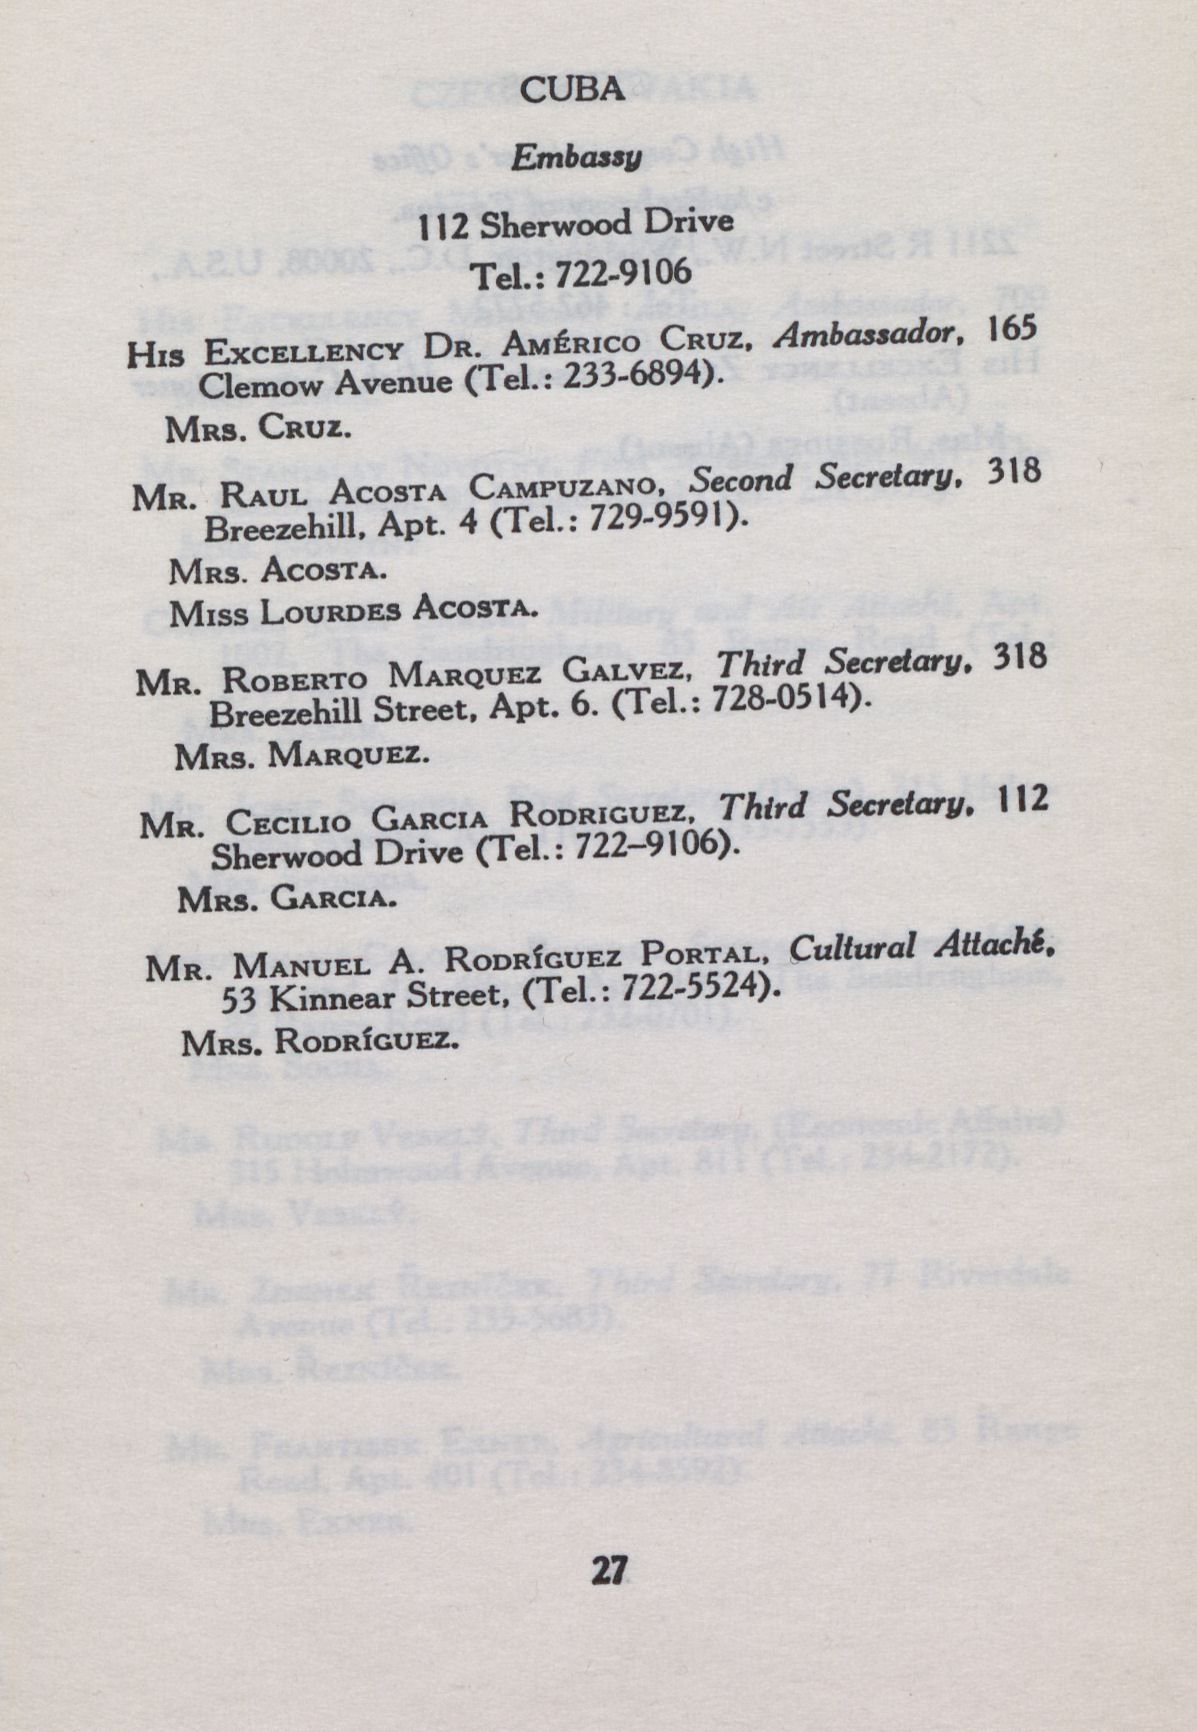 CUBA
Embassy
112 Sherwood Drive
Tel.: 722-9106
His Excellency Dr. Américo Cruz, Ambassador, 165
Clemow Avenue (Tel.: 233-6894).
Mrs. Cruz.
Mr. Raul Acosta Campuzano, Second Secretary, 318
Breezehill, Apt. 4 (Tel.: 729-9591).
Mrs. Acosta.
Miss Lourdes Acosta.
Mr. Roberto Marquez Galvez, Third Secretary, 318
Breezehill Street, Apt. 6. (Tel.: 728-0514).
Mrs. Marquez.
Mr. Cecilio Garcia Rodriguez, Third Secretary, 112
Sherwood Drive (Tel.: 722–9106).
Mrs. Garcia.
Mr. Manuel A. Rodríguez Portal, Cultural Attaché,
53 Kinnear Street, (Tel.: 722-5524).
Mrs. Rodríguez.
27